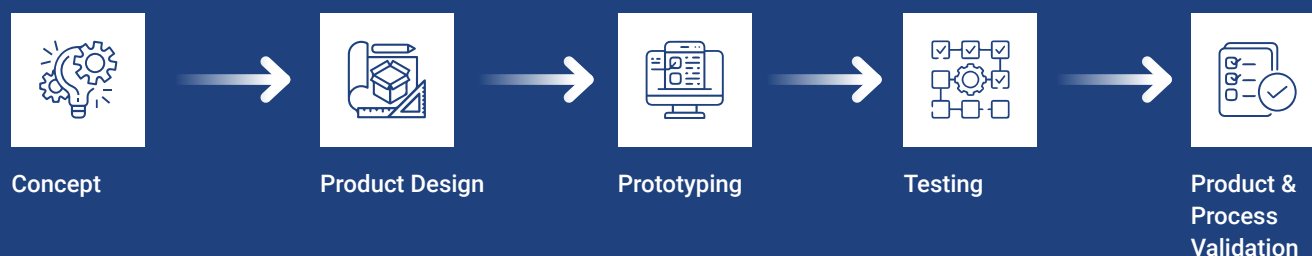 Concept
Product Design
Prototyping
Testing
Product &
Process
Validation